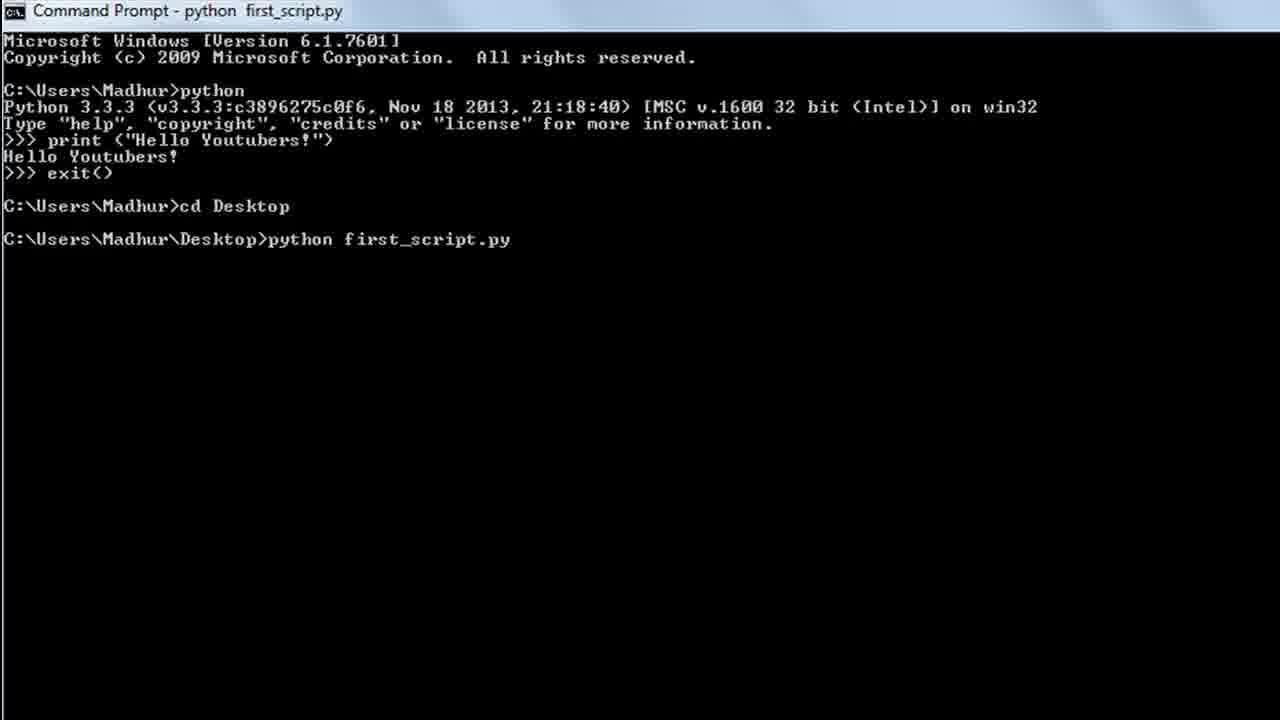 Command Prompt - python  first_script.py
Microsoft Windows [Version 6.1.7601]
Copyright (c) 2009 Microsoft Corporation.  All rights reserved.
C:\Users\Madhur>python
Python 3.3.3 (v3.3.3:c3896275c0f6, Nov 18 2013, 21:18:40) [MSC v.1600 32 bit (Intel)] on win32
Type "help", "copyright", "credits" or "license" for more information.
>>> print ("Hello Youtubers!")
Hello Youtubers!
>>> exit()
C:\Users\Madhur>cd Desktop
C:\Users\Madhur\Desktop>python first_script.py